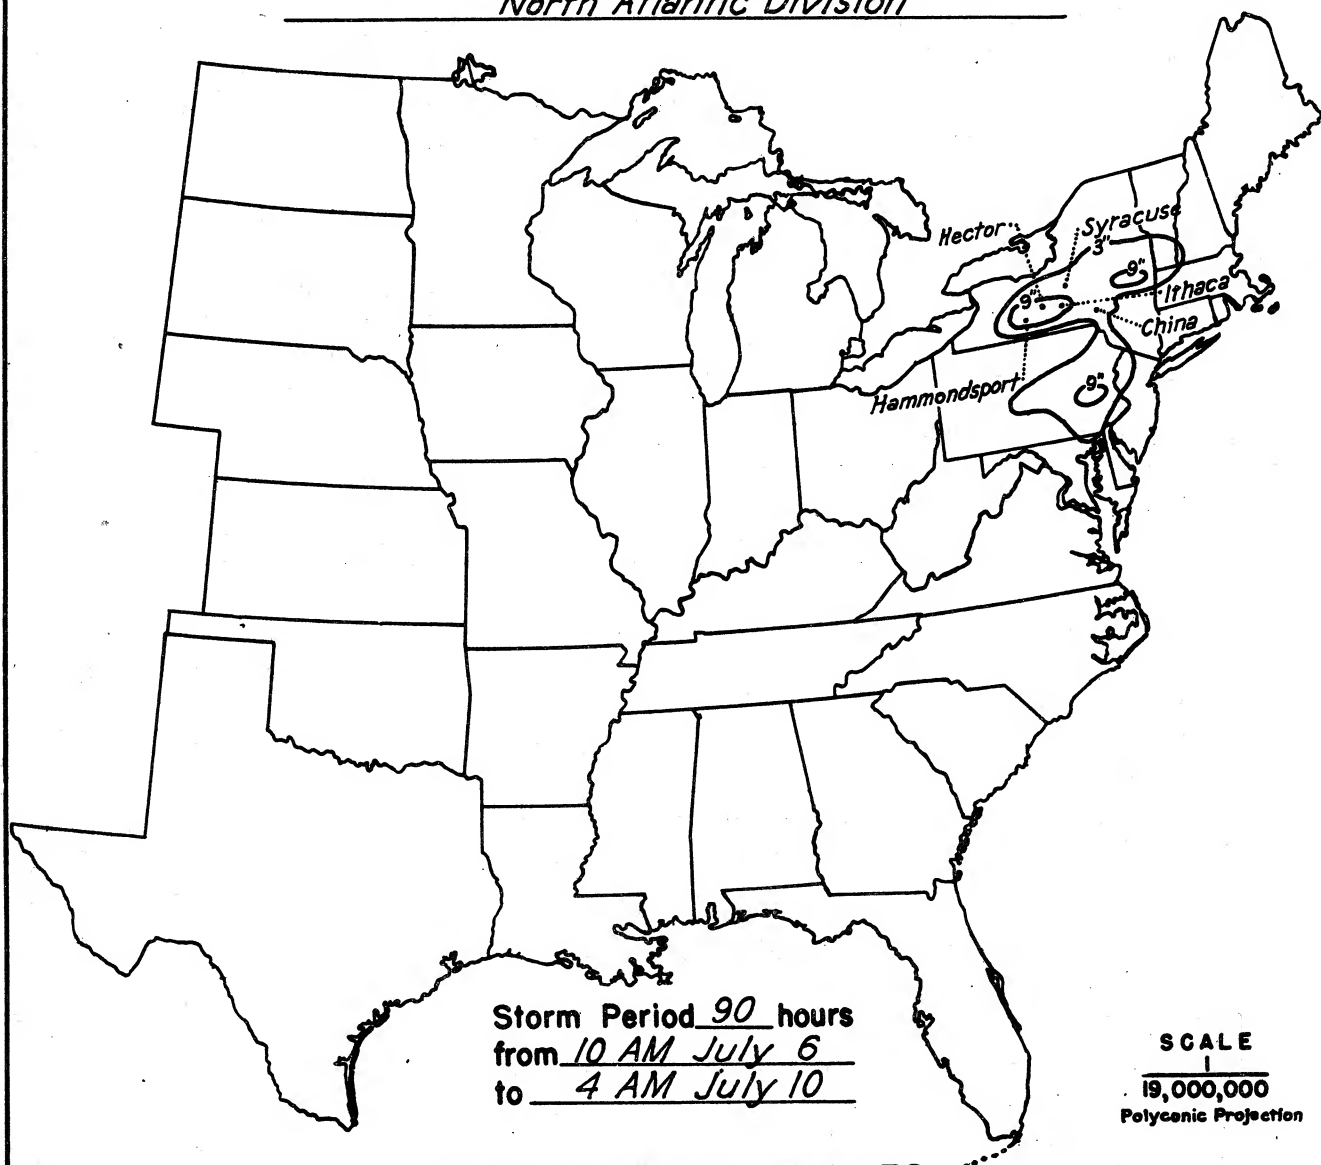 North Atlantic Division
Hector
Syracuse
3"
9"
9"
Ithaca
China
Hammondsport
9"
Storm Period 90 hours
from 10 AM July 6
to 4 AM July 10
SCALE
1
19,000,000
Polyconic Projection